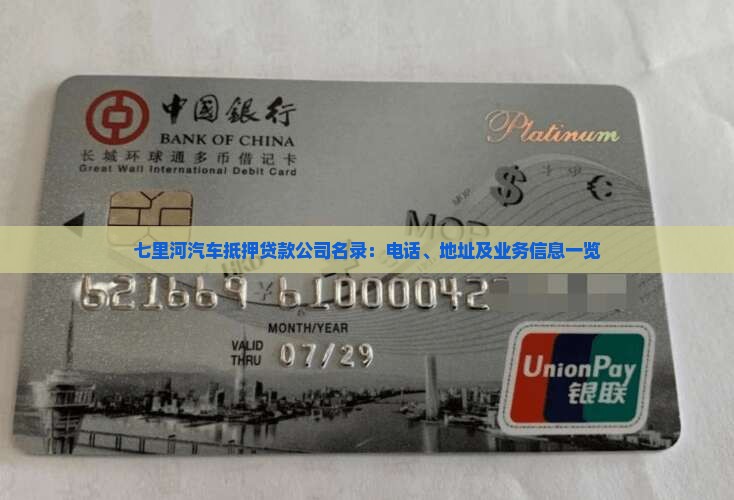 中国银行
BANK OF CHINA
长城环球通多币借记卡
Great Wall International Debit Card
Platinum
MOP
$
€
MOP
七里河汽车抵押贷款公司名录：电话、地址及业务信息一览
621669 61000042
MONTH/YEAR
VALID THRU 07/29
UnionPay
银联